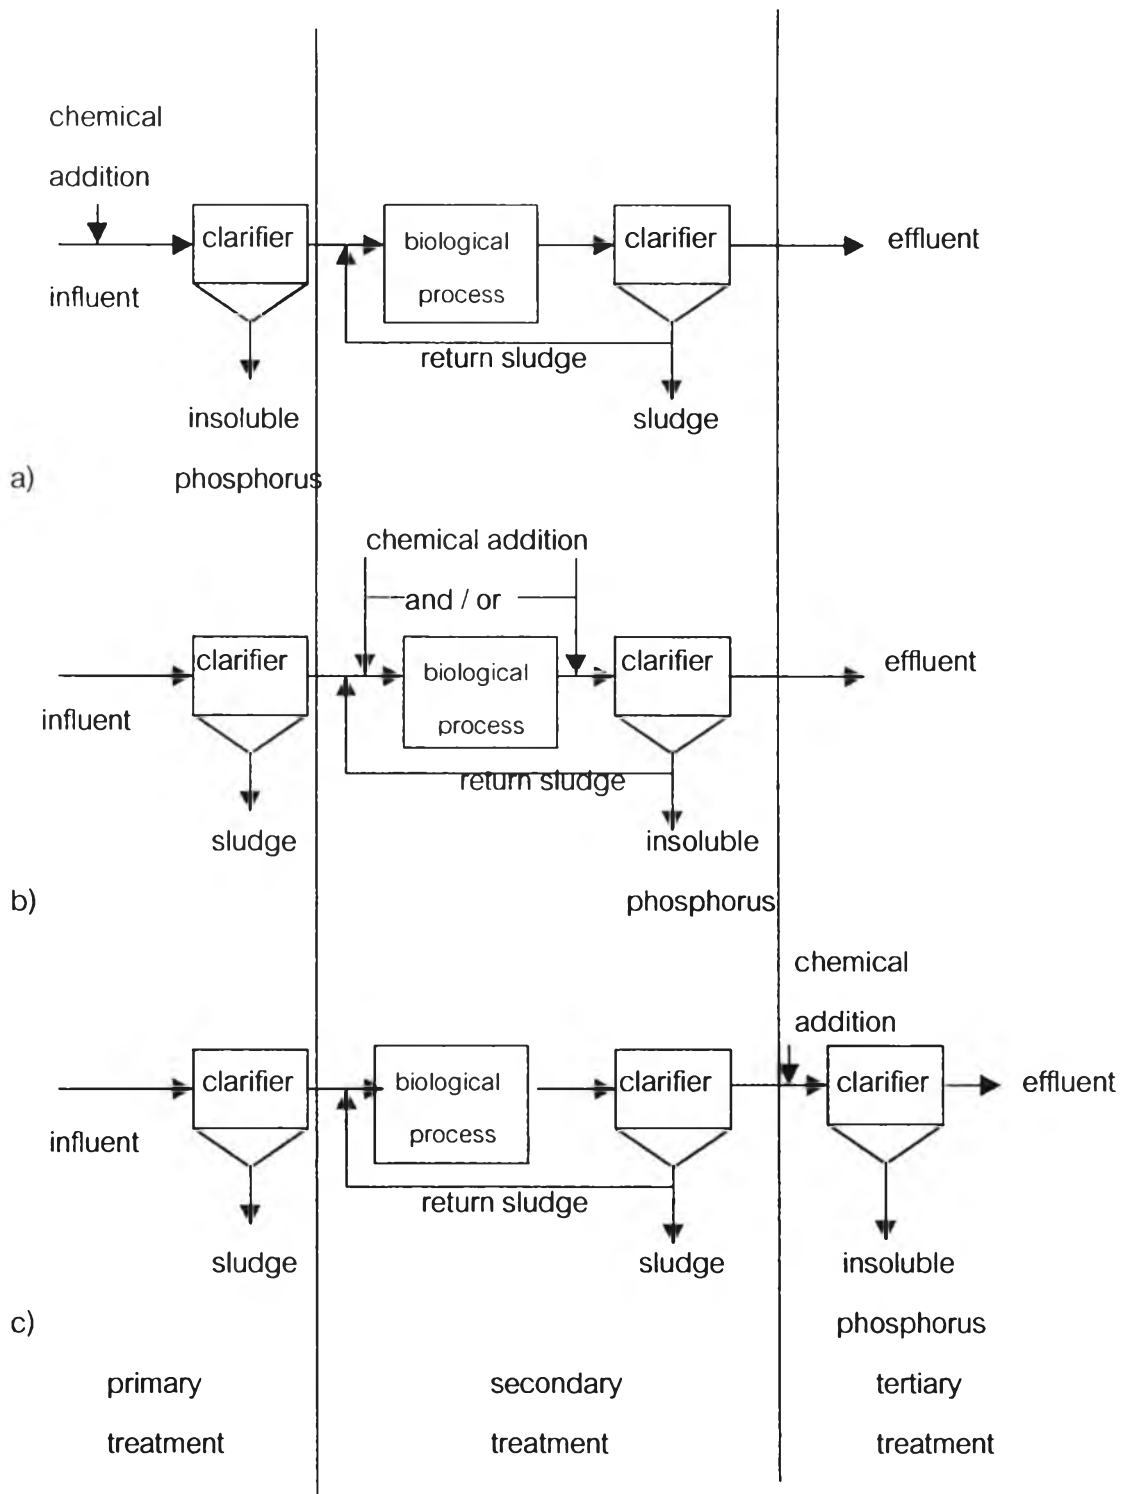 chemical
addition
clarifier
biological
process
clarifier
effluent
influent
return sludge
insoluble
phosphorus
sludge
a)
chemical addition
and / or
clarifier
biological
process
clarifier
effluent
influent
return sludge
sludge
insoluble
phosphorus
b)
chemical
addition
clarifier
biological
process
clarifier
clarifier
effluent
influent
return sludge
sludge
sludge
insoluble
phosphorus
c)
primary
treatment
secondary
treatment
tertiary
treatment